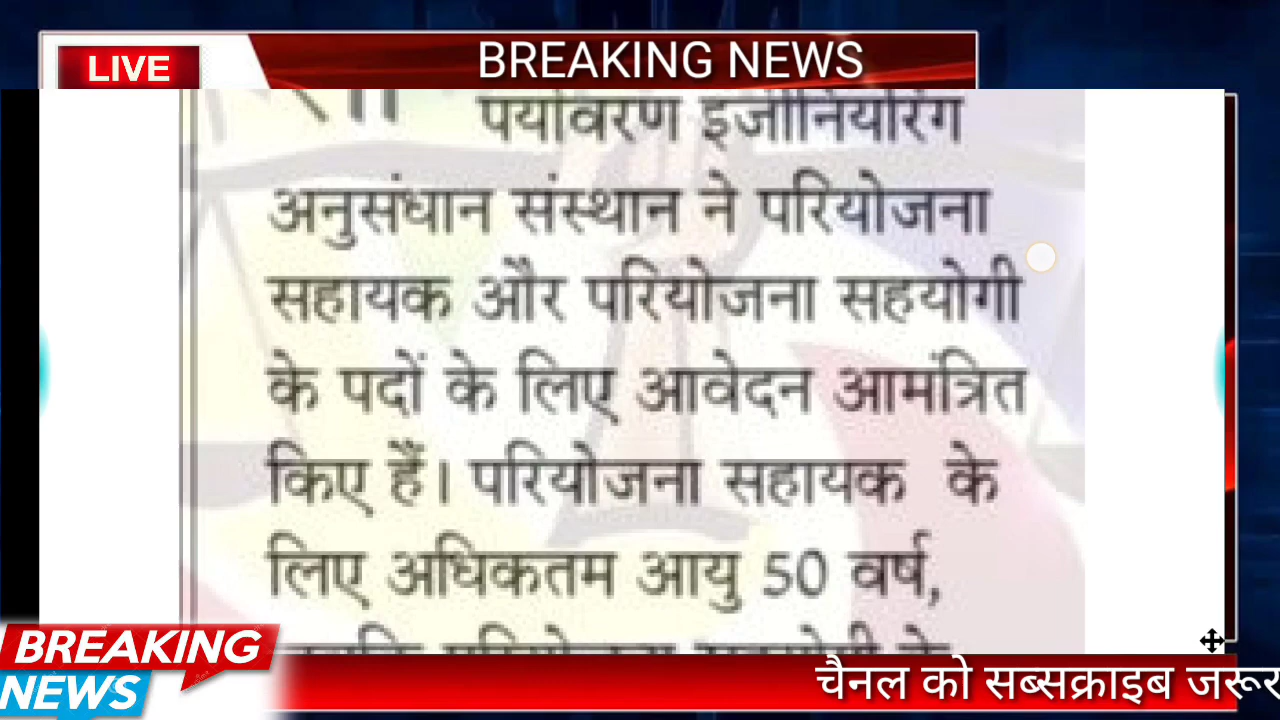 LIVE
BREAKING NEWS
पर्यावरण इंजीनियरिंग
अनुसंधान संस्थान ने परियोजना
सहायक और परियोजना सहयोगी
के पदों के लिए आवेदन आमंत्रित
किए हैं। परियोजना सहायक के
लिए अधिकतम आयु 50 वर्ष,
BREAKING
NEWS
चैनल को सब्सक्राइब जरूर